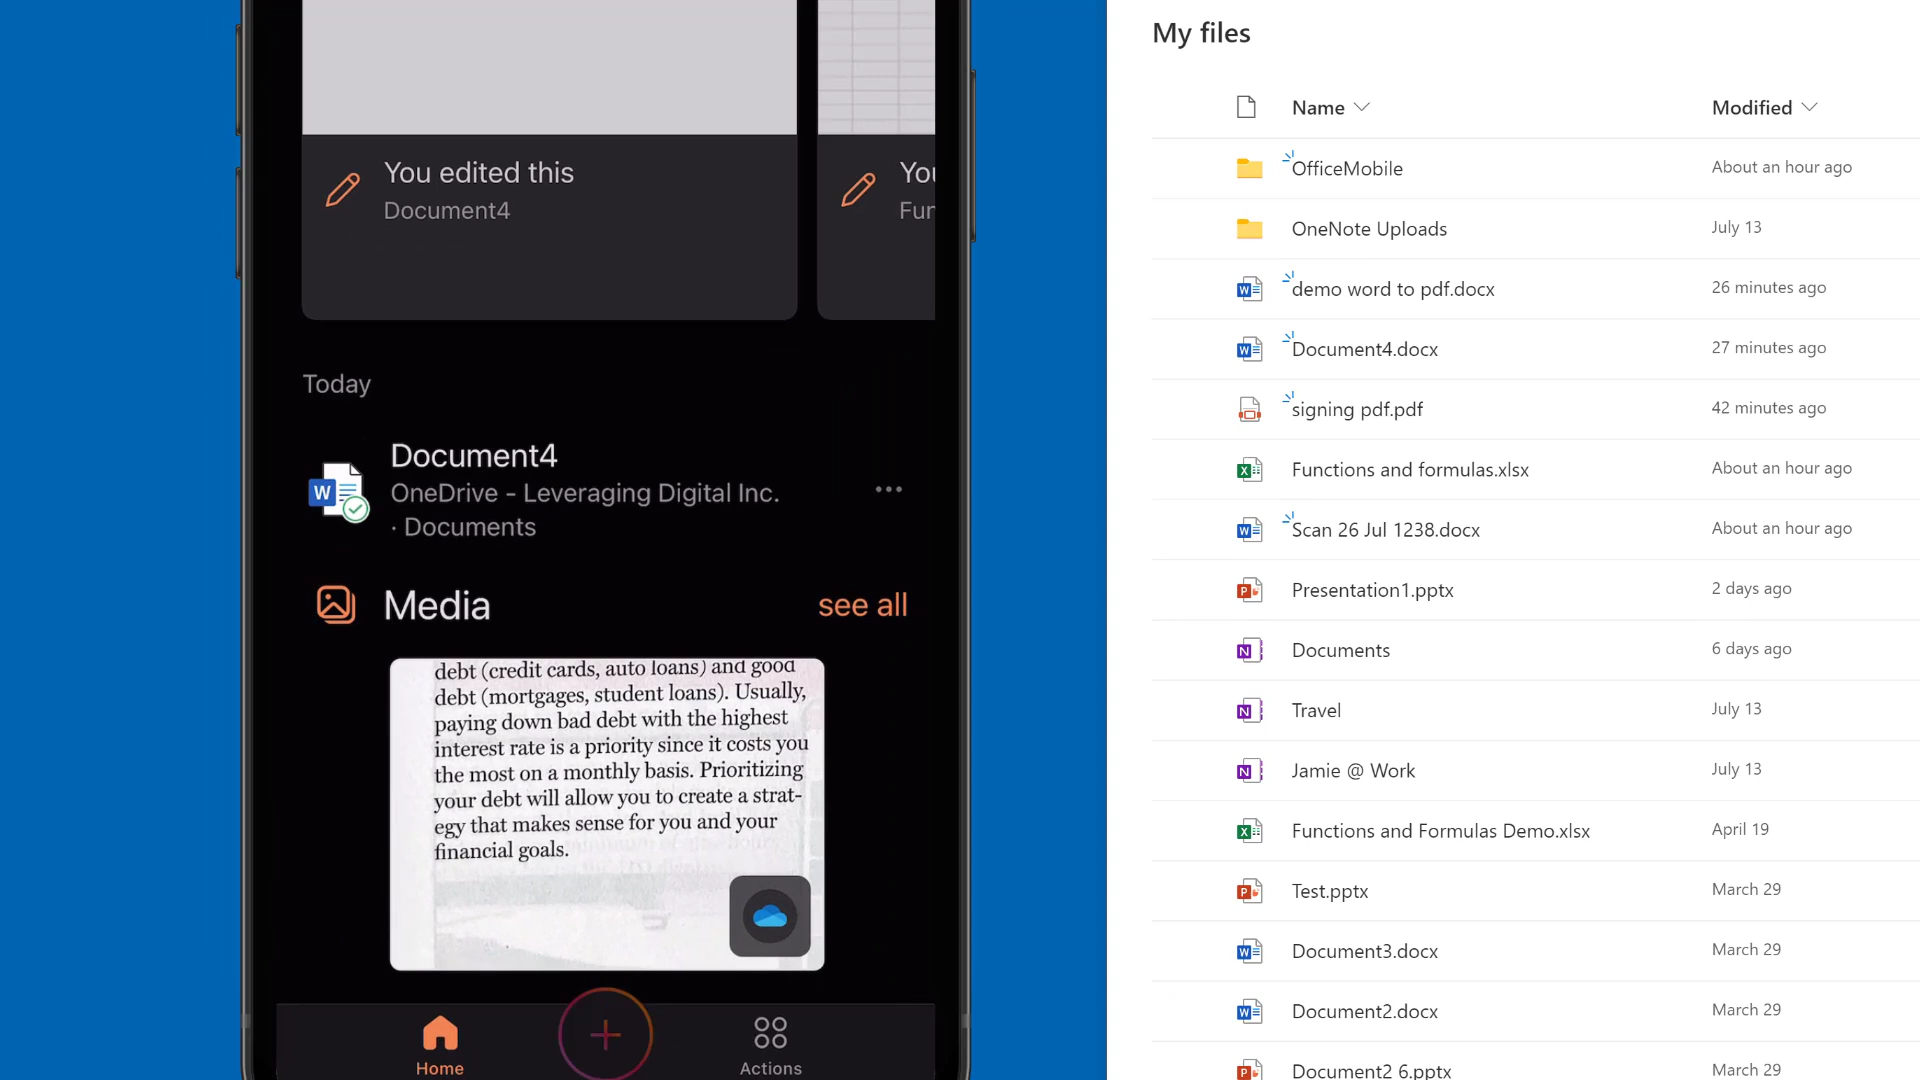 You edited this
Document4
You
Fun
Today
Document4
OneDrive - Leveraging Digital Inc.
· Documents
Media
see all
debt (credit cards, auto loans) and good
debt (mortgages, student loans). Usually,
paying down bad debt with the highest
interest rate is a priority since it costs you
the most on a monthly basis. Prioritizing
your debt will allow you to create a strat-
egy that makes sense for you and your
financial goals.
Home
Actions
My files
Name Modified
OfficeMobile About an hour ago
OneNote Uploads July 13
demo word to pdf.docx 26 minutes ago
Document4.docx 27 minutes ago
signing pdf.pdf 42 minutes ago
Functions and formulas.xlsx About an hour ago
Scan 26 Jul 1238.docx About an hour ago
Presentation1.pptx 2 days ago
Documents 6 days ago
Travel July 13
Jamie @ Work July 13
Functions and Formulas Demo.xlsx April 19
Test.pptx March 29
Document3.docx March 29
Document2.docx March 29
Document2 6.pptx March 29